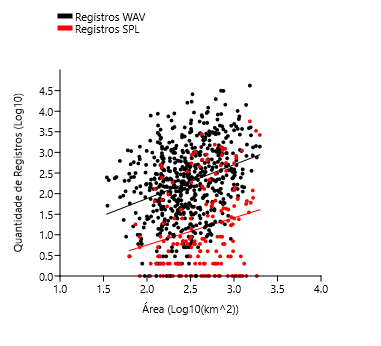 Registros WAV
Registros SPL
Quantidade de Registros (Log10)
4.5
4.0
3.5
3.0
2.5
2.0
1.5
1.0
0.5
0.0
1.0 1.5 2.0 2.5 3.0 3.5 4.0
Área (Log10(km^2))